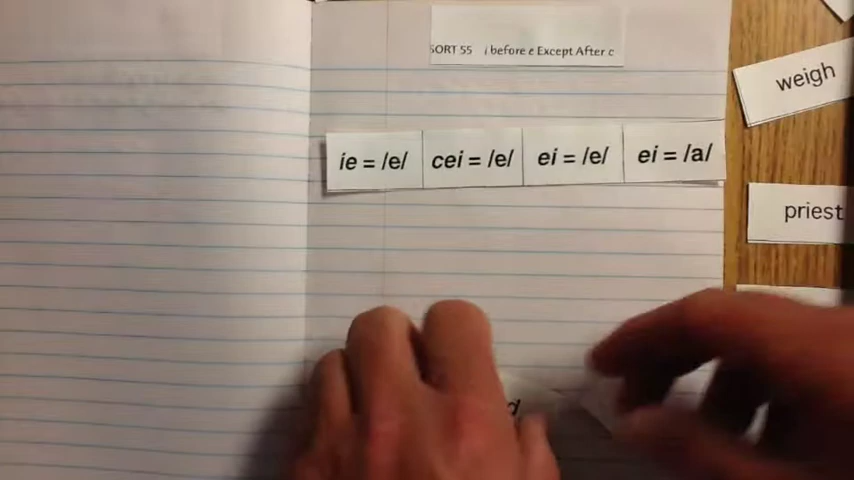 SORT 55 i before e Except After c
weigh
ie = /e/ cei = /e/ ei = /e/ ei = /a/
priest